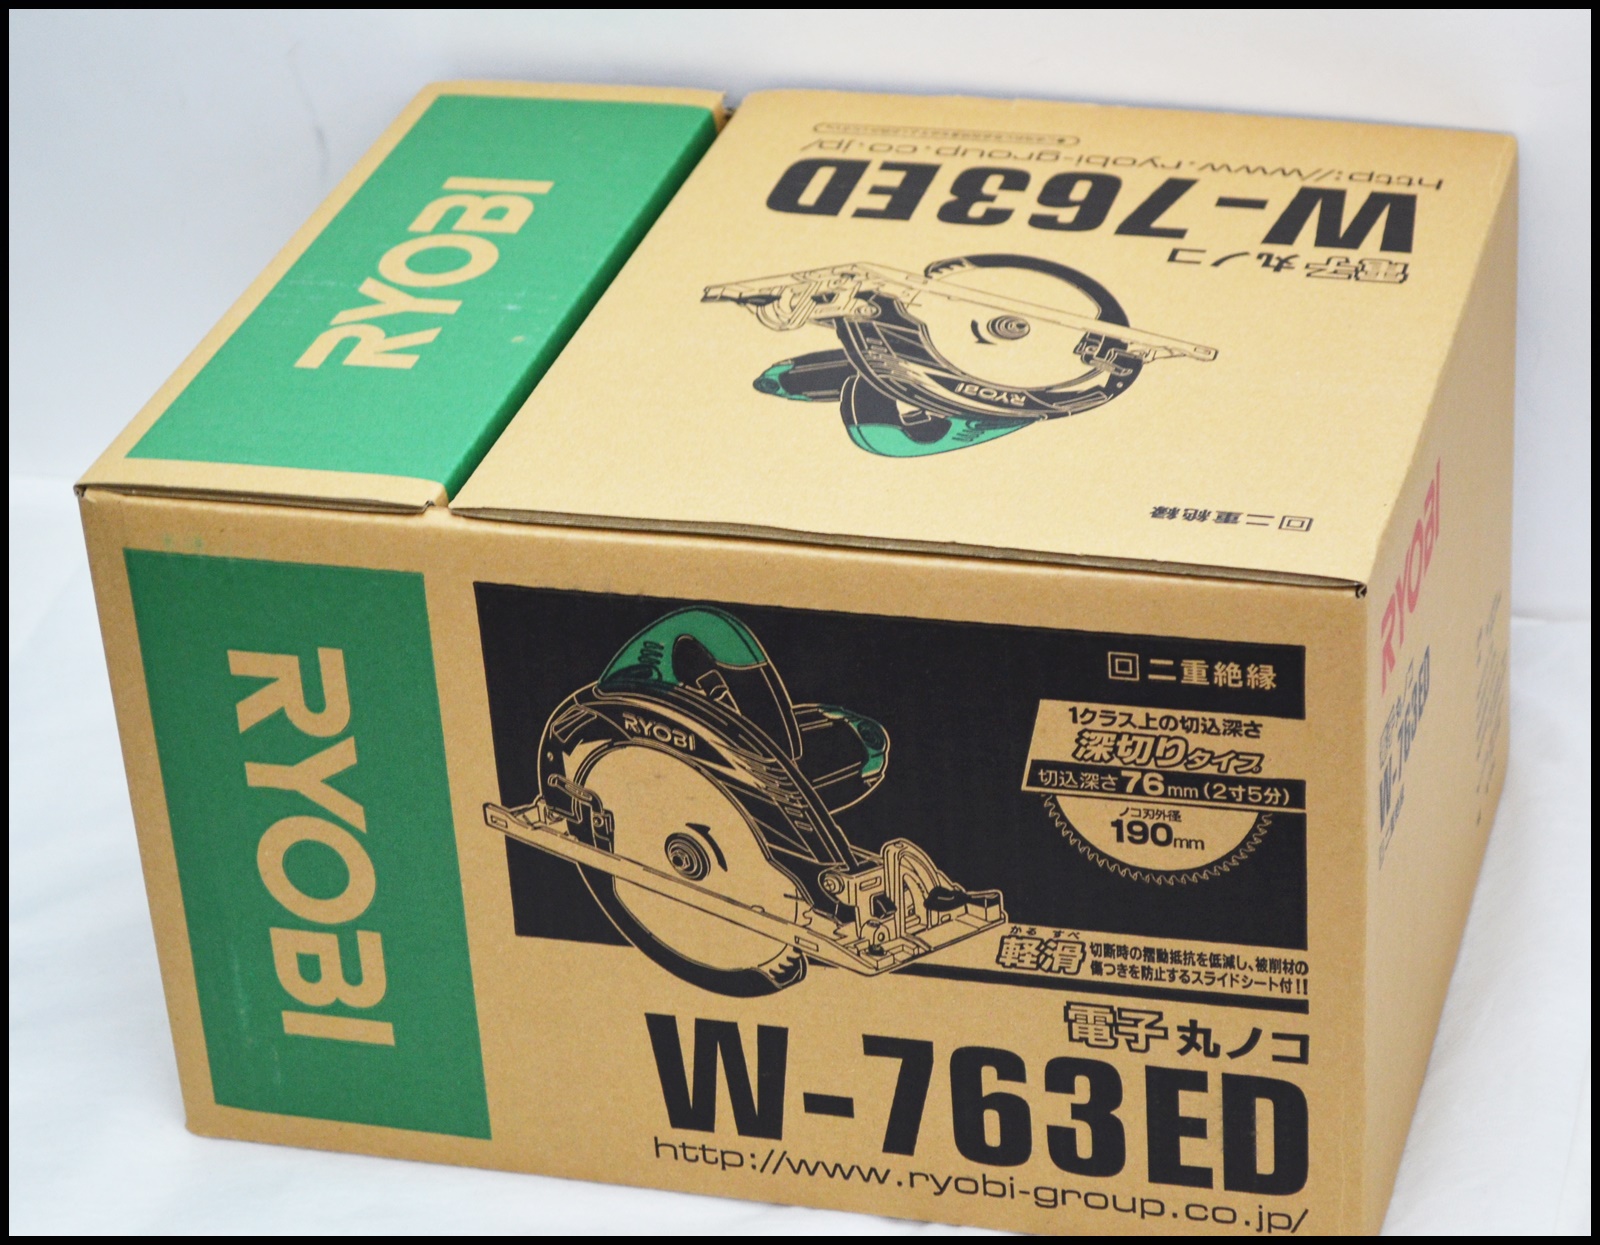 RYOBI
http://www.ryobi-group.co.jp/
W-763ED
電子丸ノコ
RYOBI
回二重絶縁
RYOBI
RYOBI
回二重絶縁
1クラス上の切込深さ
深切りタイプ
切込深さ76mm(2寸5分)
ノコ刃外径
190mm
かる すべ
軽滑 切断時の摺動抵抗を低減し、被削材の
傷つきを防止するスライドシート付!!
電子丸ノコ
W-763ED
http://www.ryobi-group.co.jp/
RYOBI
W-763ED